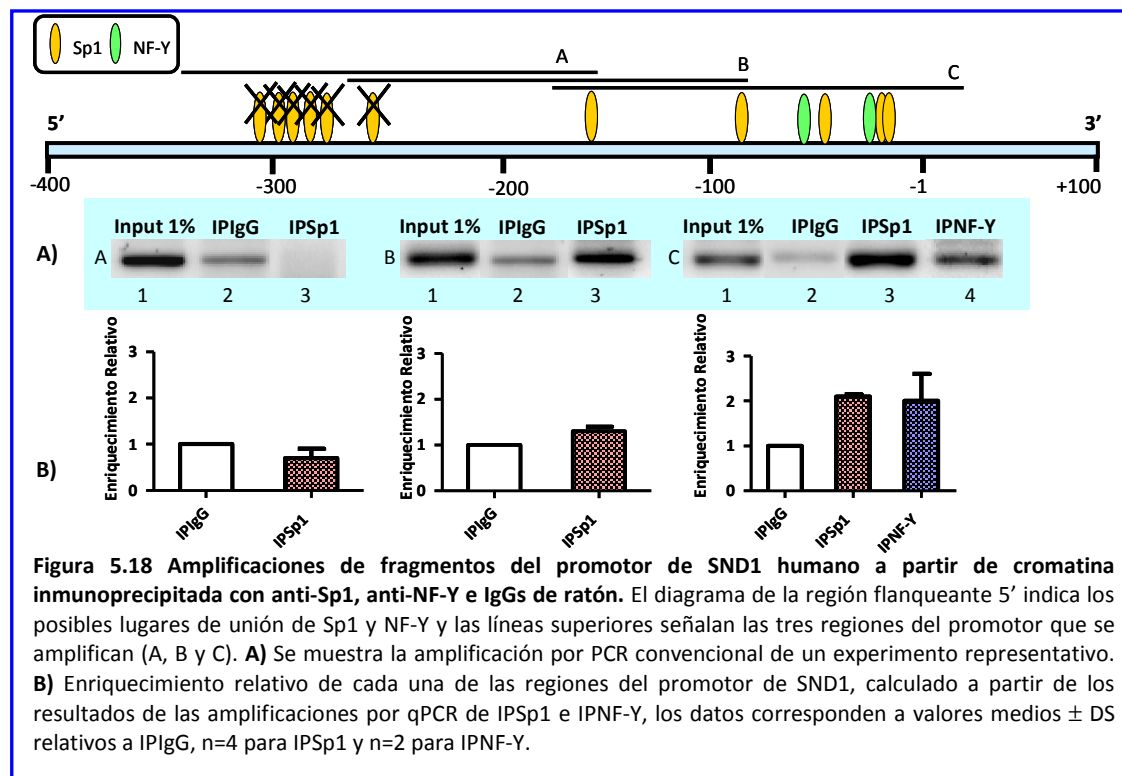 Sp1 NF-Y
A
B
C
5’ 3’
-400 -300 -200 -100 -1 +100
A)
Input 1% IPIgG IPSp1
A
1 2 3
Input 1% IPIgG IPSp1
B
1 2 3
Input 1% IPIgG IPSp1 IPNF-Y
C
1 2 3 4
B)
Enriquecimiento Relativo
3
2
1
0
IPIgG IPSp1
Enriquecimiento Relativo
3
2
1
0
IPIgG IPSp1
Enriquecimiento Relativo
3
2
1
0
IPIgG IPSp1 IPNF-Y
Figura 5.18 Amplificaciones de fragmentos del promotor de SND1 humano a partir de cromatina
inmunoprecipitada con anti-Sp1, anti-NF-Y e IgGs de ratón. El diagrama de la región flanqueante 5’ indica los
posibles lugares de unión de Sp1 y NF-Y y las líneas superiores señalan las tres regiones del promotor que se
amplifican (A, B y C). A) Se muestra la amplificación por PCR convencional de un experimento representativo.
B) Enriquecimiento relativo de cada una de las regiones del promotor de SND1, calculado a partir de los
resultados de las amplificaciones por qPCR de IPSp1 e IPNF-Y, los datos corresponden a valores medios ± DS
relativos a IPIgG, n=4 para IPSp1 y n=2 para IPNF-Y.